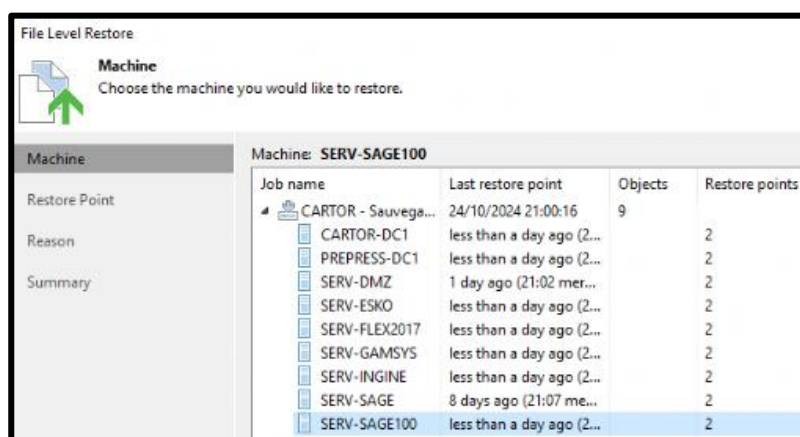 File Level Restore
Machine
Choose the machine you would like to restore.
Machine
Restore Point
Reason
Summary
Machine: SERV-SAGE100
Job name Last restore point Objects Restore points
CARTOR - Sauvega... 24/10/2024 21:00:16 9
CARTOR-DC1 less than a day ago (2... 2
PREPRESS-DC1 less than a day ago (2... 2
SERV-DMZ 1 day ago (21:02 mer... 2
SERV-ESKO less than a day ago (2... 2
SERV-FLEX2017 less than a day ago (2... 2
SERV-GAMSYS less than a day ago (2... 2
SERV-INGINE less than a day ago (2... 2
SERV-SAGE 8 days ago (21:07 me... 2
SERV-SAGE100 less than a day ago (2... 2